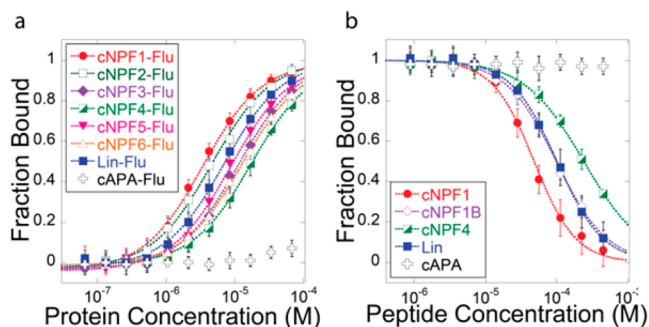 a
b
Fraction Bound
1
0.8
0.6
0.4
0.2
0
cNPF1-Flu
cNPF2-Flu
cNPF3-Flu
cNPF4-Flu
cNPF5-Flu
cNPF6-Flu
Lin-Flu
cAPA-Flu
10⁻⁷ 10⁻⁶ 10⁻⁵ 10⁻⁴
Protein Concentration (M)
Fraction Bound
1
0.8
0.6
0.4
0.2
0
cNPF1
cNPF1B
cNPF4
Lin
cAPA
10⁻⁶ 10⁻⁵ 10⁻⁴ 10⁻³
Peptide Concentration (M)